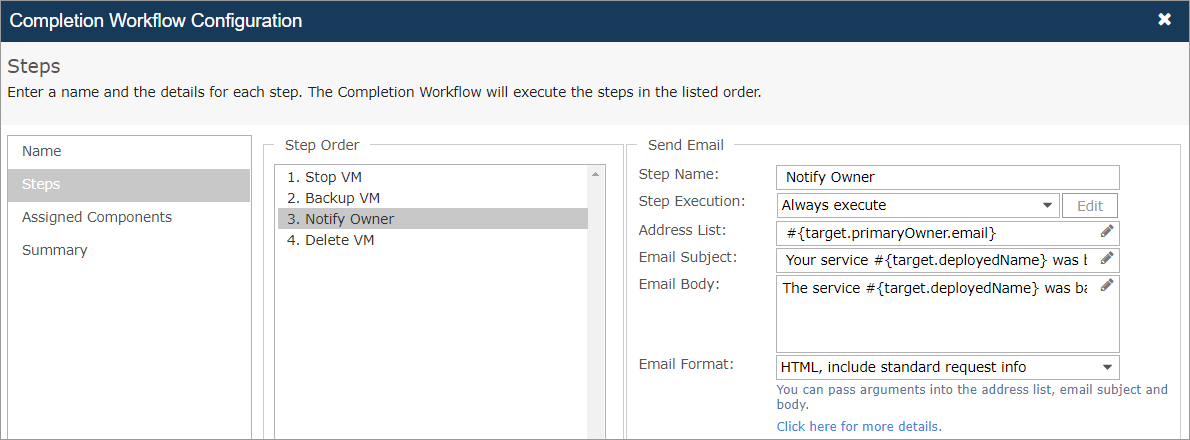 Completion Workflow Configuration
Steps
Enter a name and the details for each step. The Completion Workflow will execute the steps in the listed order.
Name
Steps
Assigned Components
Summary
Step Order
1. Stop VM
2. Backup VM
3. Notify Owner
4. Delete VM
Send Email
Step Name: Notify Owner
Step Execution: Always execute Edit
Address List: #{target.primaryOwner.email}
Email Subject: Your service #{target.deployedName} was b
Email Body: The service #{target.deployedName} was ba
Email Format: HTML, include standard request info
You can pass arguments into the address list, email subject and
body.
Click here for more details.